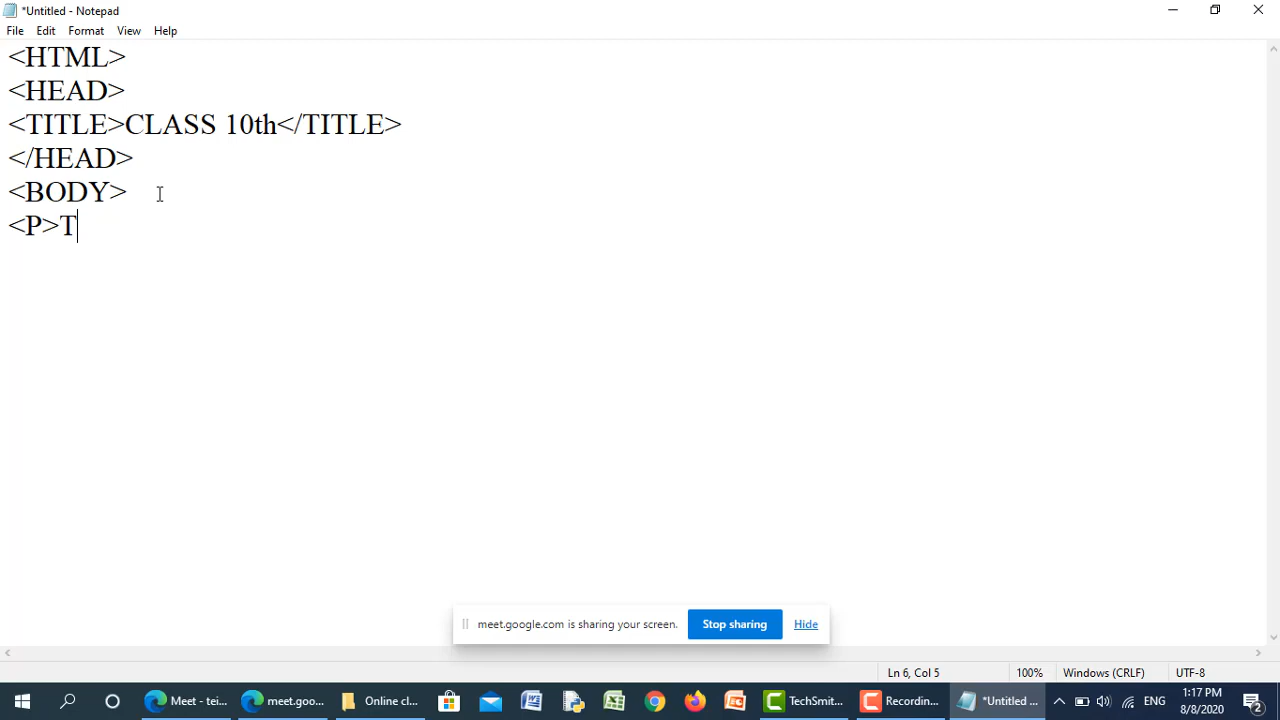 *Untitled - Notepad
File Edit Format View Help
<HTML>
<HEAD>
<TITLE>CLASS 10th</TITLE>
</HEAD>
<BODY>
<P>T
meet.google.com is sharing your screen. Stop sharing Hide
Ln 6, Col 5 100% Windows (CRLF) UTF-8
Meet - tei... meet.goo... Online cl... TechSmit... Recordin... *Untitled ... ENG 1:17 PM
8/8/2020 2